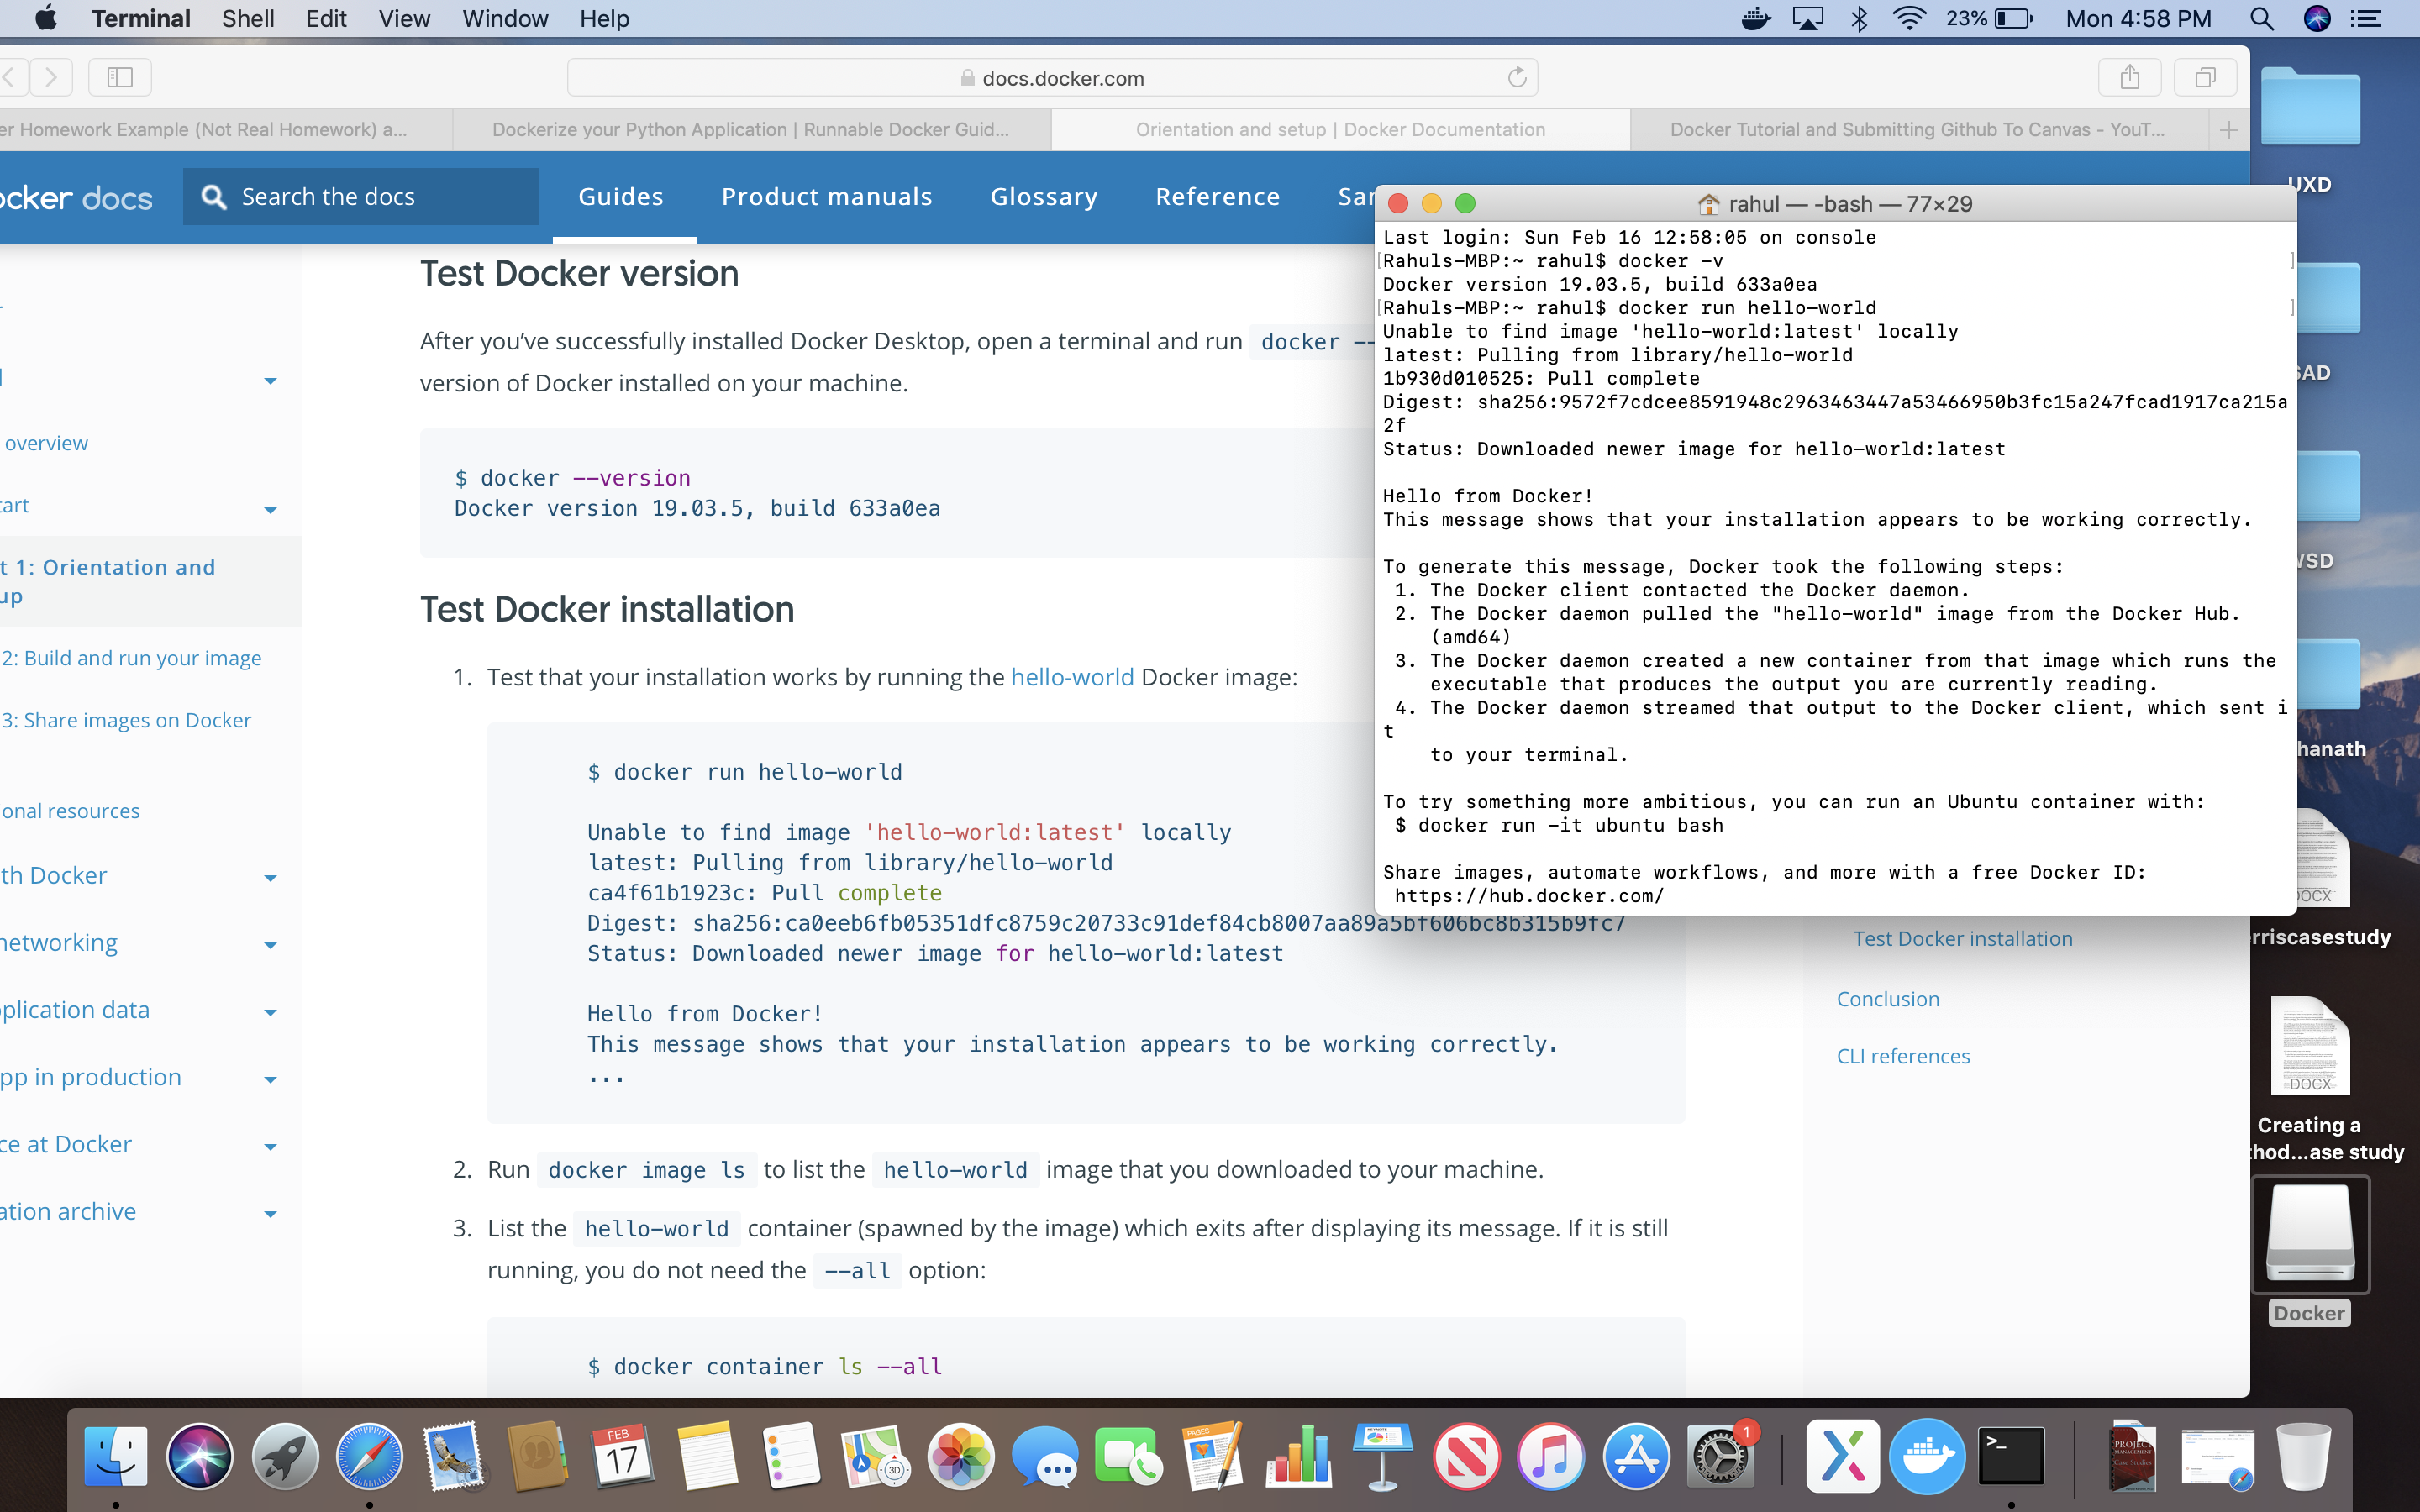 Terminal Shell Edit View Window Help 23% Mon 4:58 PM
docs.docker.com
er Homework Example (Not Real Homework) a... Dockerize your Python Application | Runnable Docker Guid... Orientation and setup | Docker Documentation Docker Tutorial and Submitting Github To Canvas - YouT...
ocker docs Search the docs Guides Product manuals Glossary Reference Sar
overview
art
t 1: Orientation and
up
2: Build and run your image
3: Share images on Docker
onal resources
th Docker
networking
plication data
pp in production
ce at Docker
ation archive
Test Docker version
After you’ve successfully installed Docker Desktop, open a terminal and run docker --
version of Docker installed on your machine.
$ docker --version
Docker version 19.03.5, build 633a0ea
Test Docker installation
1. Test that your installation works by running the hello-world Docker image:
$ docker run hello-world
Unable to find image 'hello-world:latest' locally
latest: Pulling from library/hello-world
ca4f61b1923c: Pull complete
Digest: sha256:ca0eeb6fb05351dfc8759c20733c91def84cb8007aa89a5bf606bc8b315b9fc7
Status: Downloaded newer image for hello-world:latest
Hello from Docker!
This message shows that your installation appears to be working correctly.
...
2. Run docker image ls to list the hello-world image that you downloaded to your machine.
3. List the hello-world container (spawned by the image) which exits after displaying its message. If it is still
running, you do not need the --all option:
$ docker container ls --all
Test Docker installation
Conclusion
CLI references
rahul — -bash — 77×29
Last login: Sun Feb 16 12:58:05 on console
[Rahuls-MBP:~ rahul$ docker -v ]
Docker version 19.03.5, build 633a0ea
[Rahuls-MBP:~ rahul$ docker run hello-world ]
Unable to find image 'hello-world:latest' locally
latest: Pulling from library/hello-world
1b930d010525: Pull complete
Digest: sha256:9572f7cdcee8591948c2963463447a53466950b3fc15a247fcad1917ca215a
2f
Status: Downloaded newer image for hello-world:latest
Hello from Docker!
This message shows that your installation appears to be working correctly.
To generate this message, Docker took the following steps:
1. The Docker client contacted the Docker daemon.
2. The Docker daemon pulled the "hello-world" image from the Docker Hub.
(amd64)
3. The Docker daemon created a new container from that image which runs the
executable that produces the output you are currently reading.
4. The Docker daemon streamed that output to the Docker client, which sent i
t
to your terminal.
To try something more ambitious, you can run an Ubuntu container with:
$ docker run -it ubuntu bash
Share images, automate workflows, and more with a free Docker ID:
https://hub.docker.com/
UXD
SAD
WSD
hanath
DOCX
rriscasestudy
DOCX
Creating a
thod...ase study
Docker
FEB
17
3D
PAGES
1
>_
PROJECT
MANAGEMENT
Case Studies